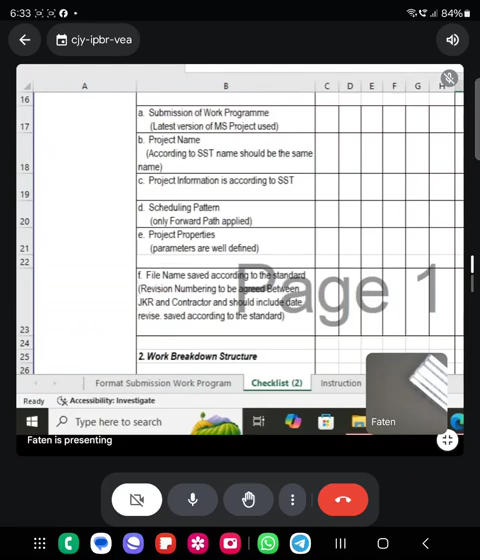 6:33
84%
cjy-ipbr-vea
A B C D E F G H
16
17 a. Submission of Work Programme
(Latest version of MS Project used)
18 b. Project Name
(According to SST name should be the same
name)
19 c. Project Information is according to SST
20 d. Scheduling Pattern
(only Forward Path applied)
21 e. Project Properties
(parameters are well defined)
22
23 f. File Name saved according to the standard
(Revision Numbering to be agreed Between
JKR and Contractor and should include date
revise. saved according to the standard)
Page 1
24
25 2. Work Breakdown Structure
26
Format Submission Work Program Checklist (2) Instruction
Ready Accessibility: Investigate
Type here to search
Faten
Faten is presenting